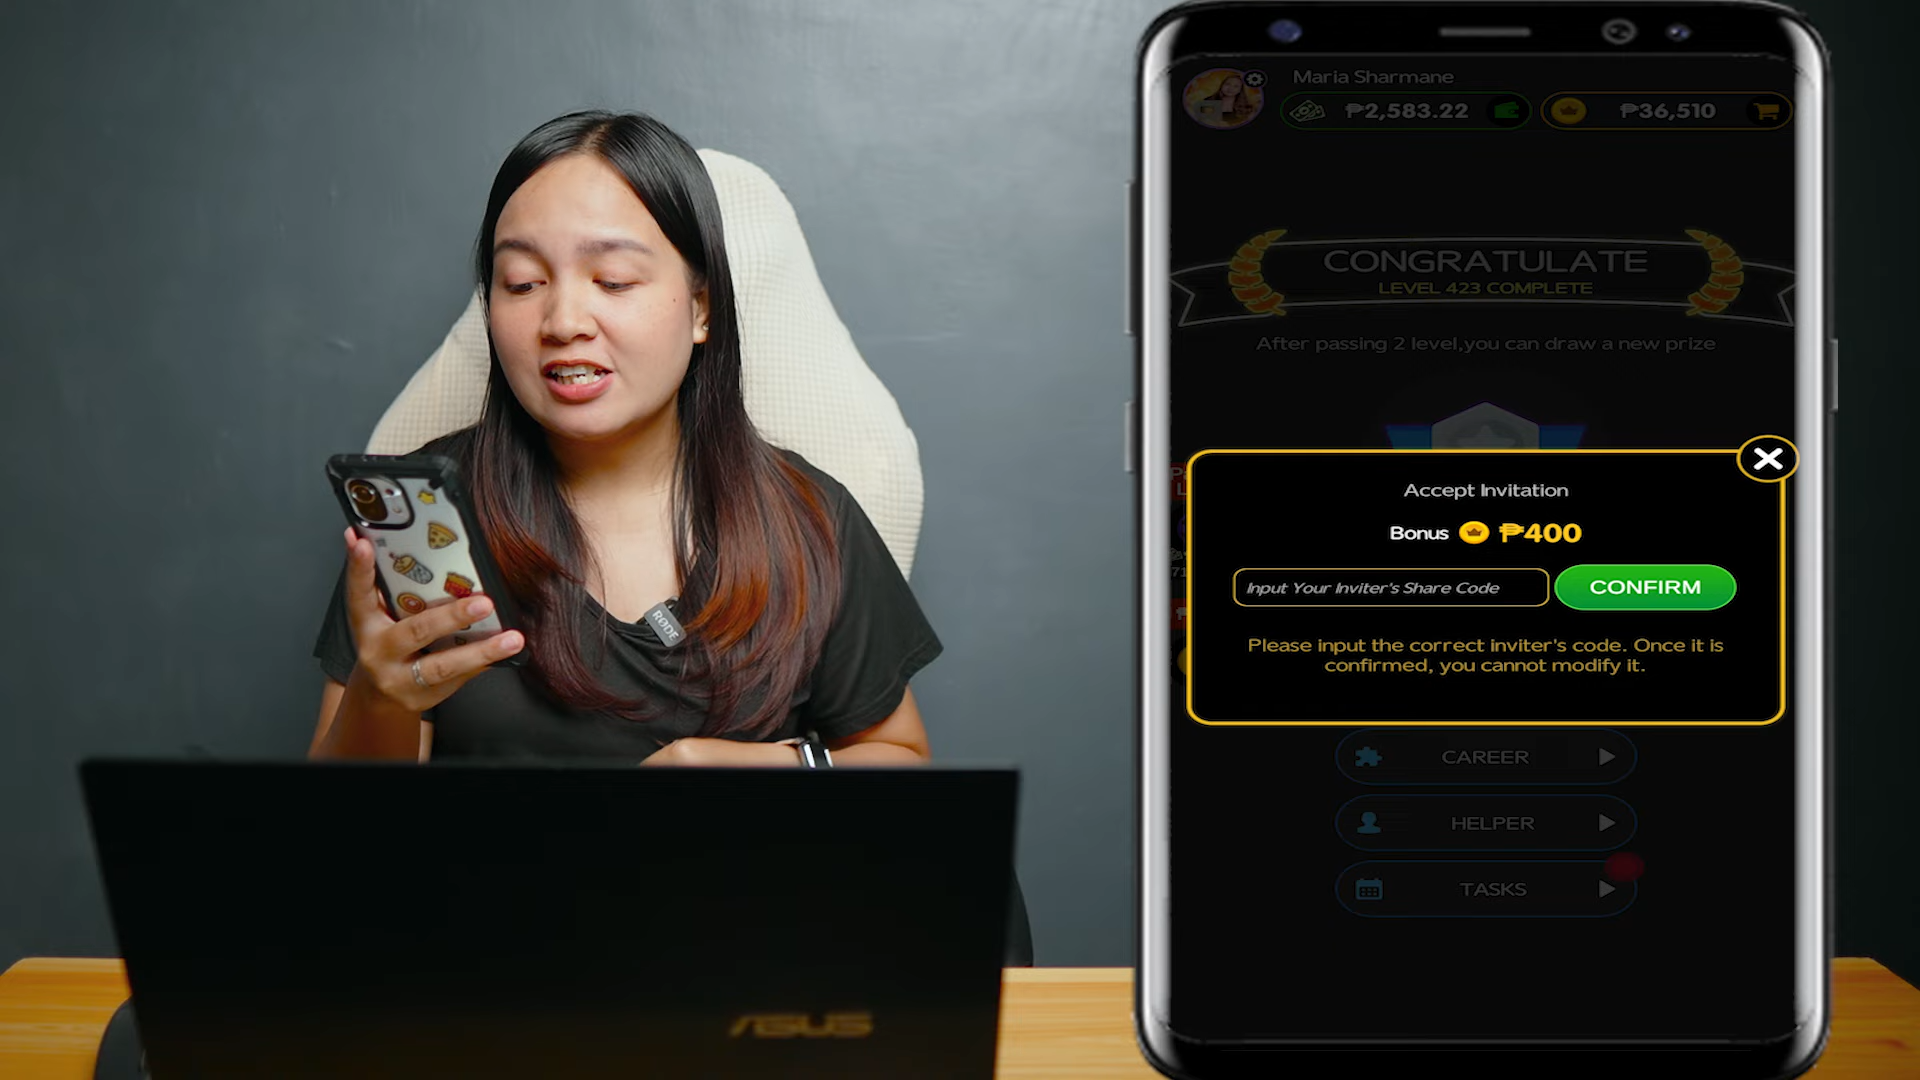 Maria Sharmane
₱2,583.22
₱36,510
CONGRATULATE
LEVEL 423 COMPLETE
After passing 2 level,you can draw a new prize
Accept Invitation
Bonus ₱400
Input Your Inviter's Share Code
CONFIRM
Please input the correct inviter's code. Once it is
confirmed, you cannot modify it.
CAREER
HELPER
TASKS
RØDE
ASUS